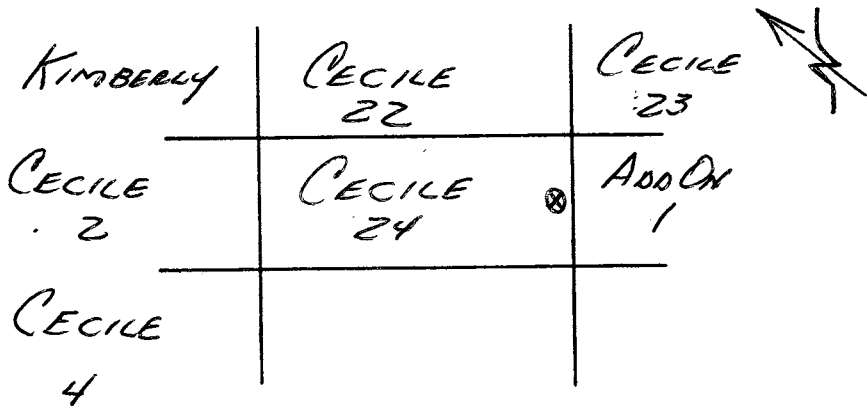 KIMBERLY
CECILE
22
CECILE
23
CECILE
2
CECILE
24
ADD ON
1
CECILE
4